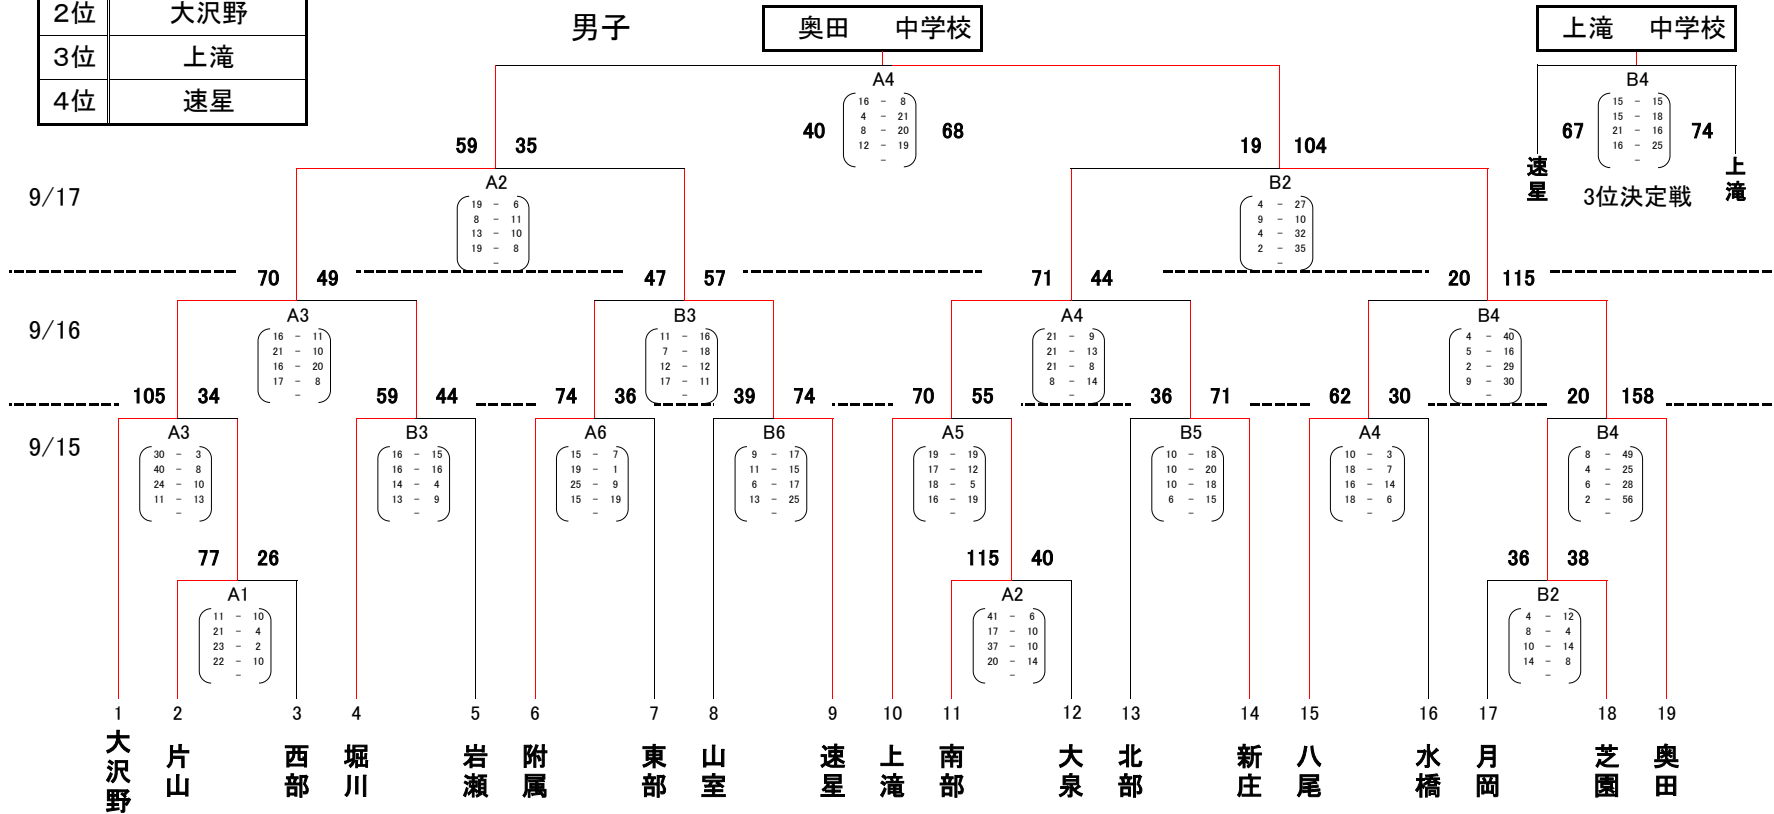 2位 大沢野
3位 上滝
4位 速星
男子
奥田 中学校
上滝 中学校
A4
16 - 8
4 - 21
8 - 20
12 - 19
-
40 68
B4
15 - 15
15 - 18
21 - 16
16 - 25
-
67 74
速星 上滝
3位決定戦
9/17
59 35
A2
19 - 6
8 - 11
13 - 10
19 - 8
-
19 104
B2
4 - 27
9 - 10
4 - 32
2 - 35
-
9/16
70 49
A3
16 - 11
21 - 10
16 - 20
17 - 8
-
47 57
B3
11 - 16
7 - 18
12 - 12
17 - 11
-
71 44
A4
21 - 9
21 - 13
21 - 8
8 - 14
-
20 115
B4
4 - 40
5 - 16
2 - 29
9 - 30
-
9/15
105 34
A3
30 - 3
40 - 8
24 - 10
11 - 13
-
59 44
B3
16 - 15
16 - 16
14 - 4
13 - 9
-
74 36
A6
15 - 7
19 - 1
25 - 9
15 - 19
-
39 74
B6
9 - 17
11 - 15
6 - 17
13 - 25
-
70 55
A5
19 - 19
17 - 12
18 - 5
16 - 19
-
36 71
B5
10 - 18
10 - 20
10 - 18
6 - 15
-
62 30
A4
10 - 3
18 - 7
16 - 14
18 - 6
-
20 158
B4
8 - 49
4 - 25
6 - 28
2 - 56
-
77 26
A1
11 - 10
21 - 4
23 - 2
22 - 10
-
115 40
A2
41 - 6
17 - 10
37 - 10
20 - 14
-
36 38
B2
4 - 12
8 - 4
10 - 14
14 - 8
-
1 2 3 4 5 6 7 8 9 10 11 12 13 14 15 16 17 18 19
大沢野 片山 西部 堀川 岩瀬 附属 東部 山室 速星 上滝 南部 大泉 北部 新庄 八尾 水橋 月岡 芝園 奥田